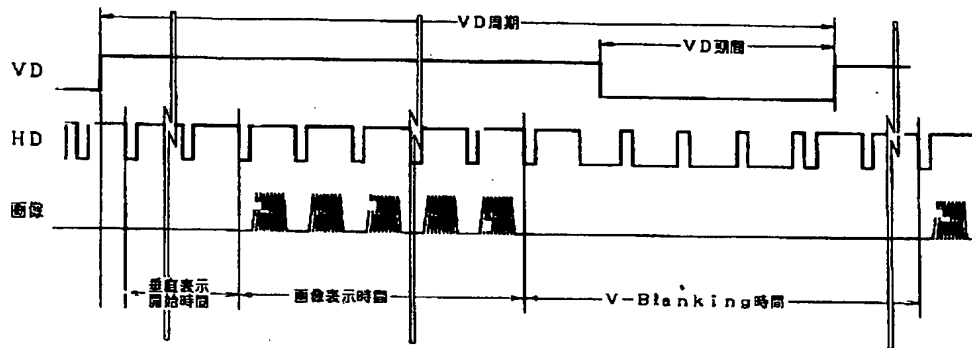 VD周期
VD期間
VD
HD
画像
垂直表示
開始時間
画像表示時間
V-Blanking時間